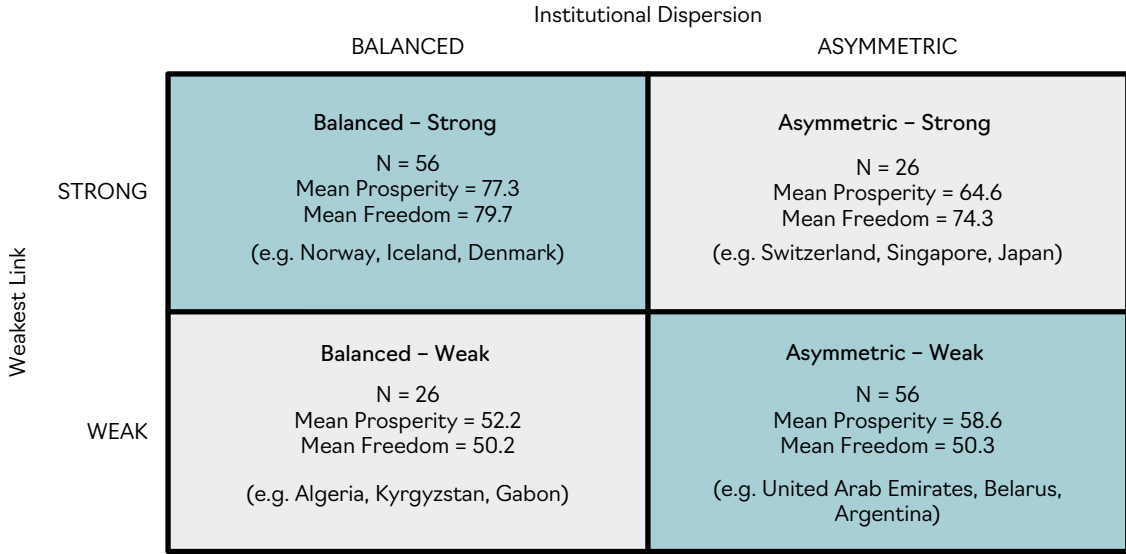 Institutional Dispersion
BALANCED
ASYMMETRIC
Weakest Link
STRONG
Balanced – Strong
N = 56
Mean Prosperity = 77.3
Mean Freedom = 79.7
(e.g. Norway, Iceland, Denmark)
Asymmetric – Strong
N = 26
Mean Prosperity = 64.6
Mean Freedom = 74.3
(e.g. Switzerland, Singapore, Japan)
WEAK
Balanced – Weak
N = 26
Mean Prosperity = 52.2
Mean Freedom = 50.2
(e.g. Algeria, Kyrgyzstan, Gabon)
Asymmetric – Weak
N = 56
Mean Prosperity = 58.6
Mean Freedom = 50.3
(e.g. United Arab Emirates, Belarus,
Argentina)